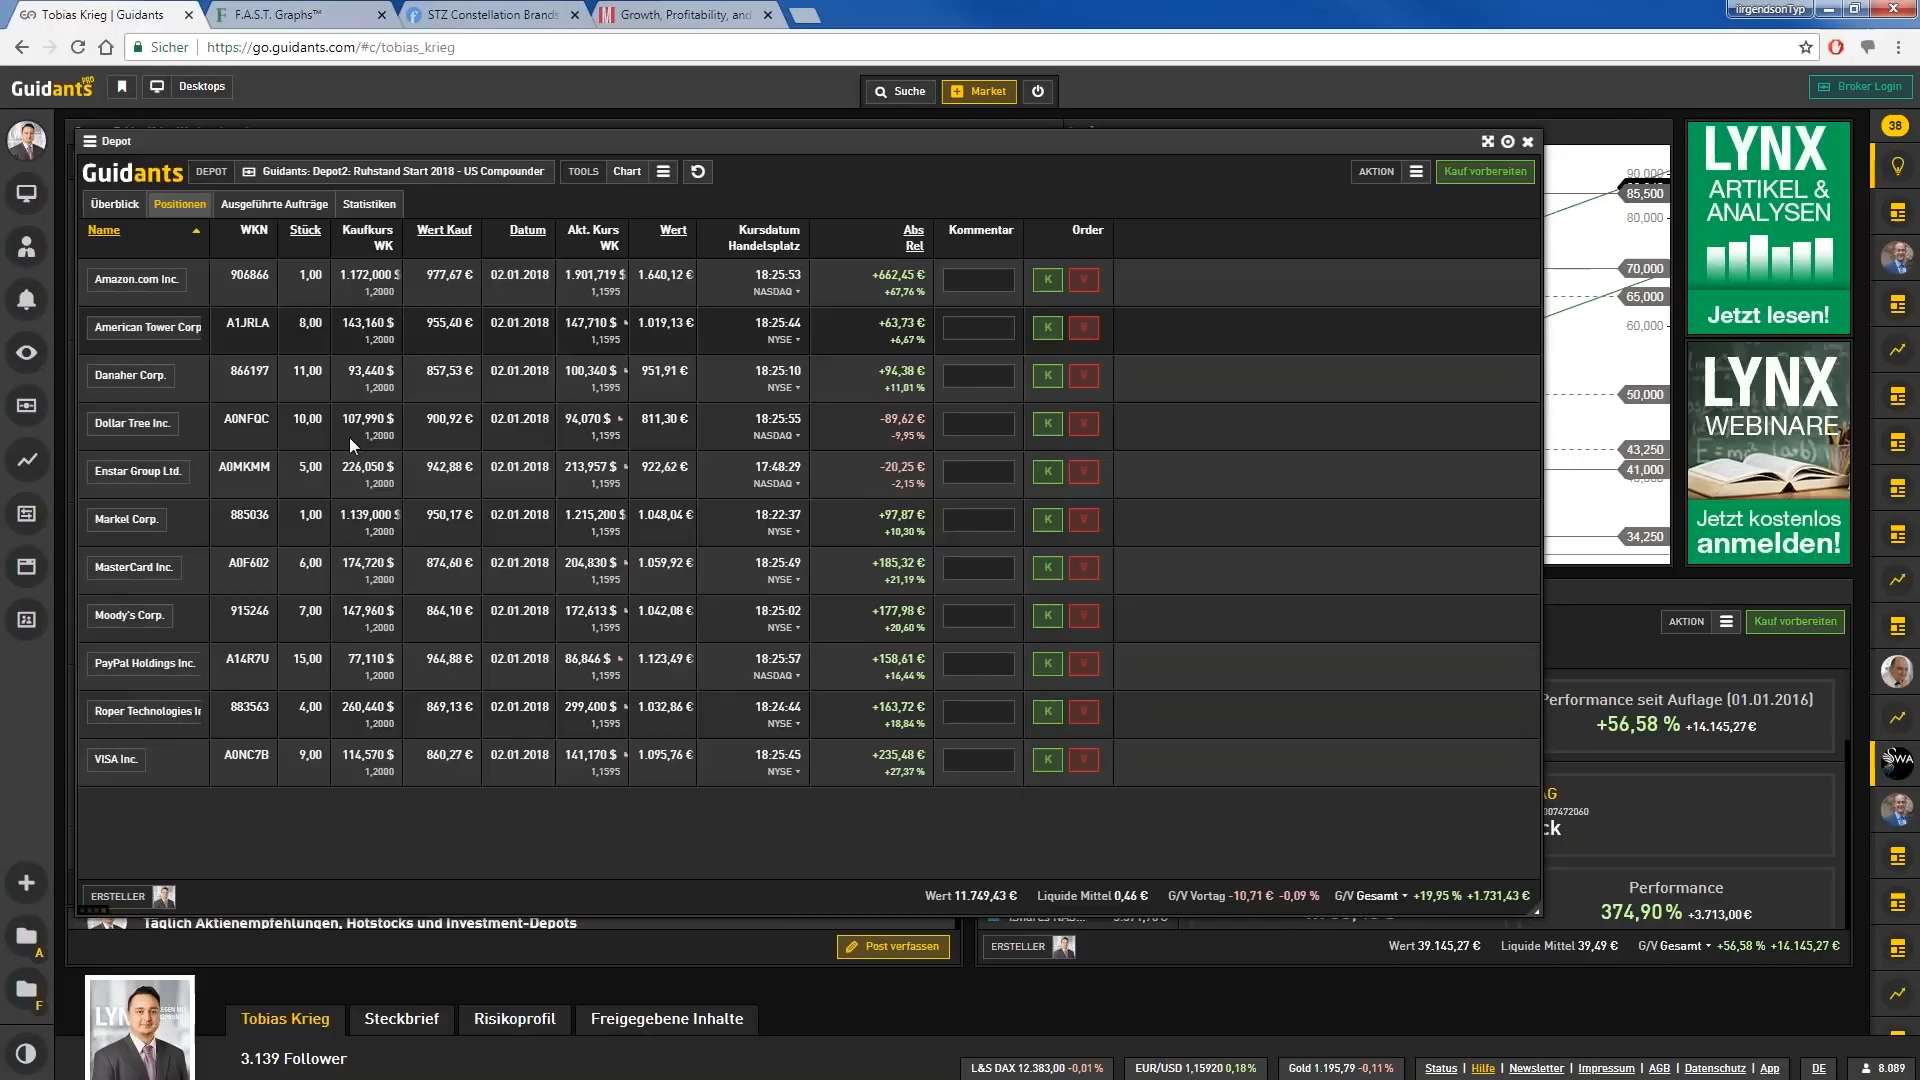 Tobias Krieg | Guidants
F.A.S.T. Graphs™
STZ Constellation Brands
Growth, Profitability, and
iirgendsonTyp
Sicher
https://go.guidants.com/#c/tobias_krieg
Guidants PRO
Desktops
Suche
Market
Broker Login
38
Depot
Guidants
DEPOT
Guidants: Depot2: Ruhstand Start 2018 - US Compounder
TOOLS
Chart
AKTION
Kauf vorbereiten
Überblick
Positionen
Ausgeführte Aufträge
Statistiken
Name WKN Stück Kaufkurs WK Wert Kauf Datum Akt. Kurs WK Wert Kursdatum Handelsplatz Abs Rel Kommentar Order
Amazon.com Inc. 906866 1,00 1.172,000 $ 977,67 € 02.01.2018 1.901,719 $ 1.640,12 € 18:25:53 +662,45 € K V
1,2000 1,1595 NASDAQ +67,76 %
American Tower Corp A1JRLA 8,00 143,160 $ 955,40 € 02.01.2018 147,710 $ 1.019,13 € 18:25:44 +63,73 € K V
1,2000 1,1595 NYSE +6,67 %
Danaher Corp. 866197 11,00 93,440 $ 857,53 € 02.01.2018 100,340 $ 951,91 € 18:25:10 +94,38 € K V
1,2000 1,1595 NYSE +11,01 %
Dollar Tree Inc. A0NFQC 10,00 107,990 $ 900,92 € 02.01.2018 94,070 $ 811,30 € 18:25:55 -89,62 € K V
1,2000 1,1595 NASDAQ -9,95 %
Enstar Group Ltd. A0MKMM 5,00 226,050 $ 942,88 € 02.01.2018 213,957 $ 922,62 € 17:48:29 -20,25 € K V
1,2000 1,1595 NASDAQ -2,15 %
Markel Corp. 885036 1,00 1.139,000 $ 950,17 € 02.01.2018 1.215,200 $ 1.048,04 € 18:22:37 +97,87 € K V
1,2000 1,1595 NYSE +10,30 %
MasterCard Inc. A0F602 6,00 174,720 $ 874,60 € 02.01.2018 204,830 $ 1.059,92 € 18:25:49 +185,32 € K V
1,2000 1,1595 NYSE +21,19 %
Moody's Corp. 915246 7,00 147,960 $ 864,10 € 02.01.2018 172,613 $ 1.042,08 € 18:25:02 +177,98 € K V
1,2000 1,1595 NYSE +20,60 %
PayPal Holdings Inc. A14R7U 15,00 77,110 $ 964,88 € 02.01.2018 86,846 $ 1.123,49 € 18:25:57 +158,61 € K V
1,2000 1,1595 NASDAQ +16,44 %
Roper Technologies In 883563 4,00 260,440 $ 869,13 € 02.01.2018 299,400 $ 1.032,86 € 18:24:44 +163,72 € K V
1,2000 1,1595 NYSE +18,84 %
VISA Inc. A0NC7B 9,00 114,570 $ 860,27 € 02.01.2018 141,170 $ 1.095,76 € 18:25:45 +235,48 € K V
1,2000 1,1595 NYSE +27,37 %
ERSTELLER
Wert 11.749,43 € Liquide Mittel 0,46 € G/V Vortag -10,71 € -0,09 % G/V Gesamt +19,95 % +1.731,43 €
90,000
85,500
80,000
70,000
65,000
60,000
50,000
43,250
41,000
34,250
LYNX
ARTIKEL &
ANALYSEN
Jetzt lesen!
LYNX
WEBINARE
Jetzt kostenlos
anmelden!
AKTION
Kauf vorbereiten
Performance seit Auflage (01.01.2016)
+56,58 % +14.145,27 €
AG
007472060
ck
Performance
374,90 % +3.713,00 €
Täglich Aktienempfehlungen, Hotstocks und Investment-Depots
Post verfassen
ERSTELLER
Wert 39.145,27 € Liquide Mittel 39,49 € G/V Gesamt +56,58 % +14.145,27 €
SWA
A
F
LYNX
Tobias Krieg
Steckbrief
Risikoprofil
Freigegebene Inhalte
3.139 Follower
L&S DAX 12.383,00 -0,01 %
EUR/USD 1,15920 0,18 %
Gold 1.195,79 -0,11 %
Status | Hilfe | Newsletter | Impressum | AGB | Datenschutz | App
DE
8.089